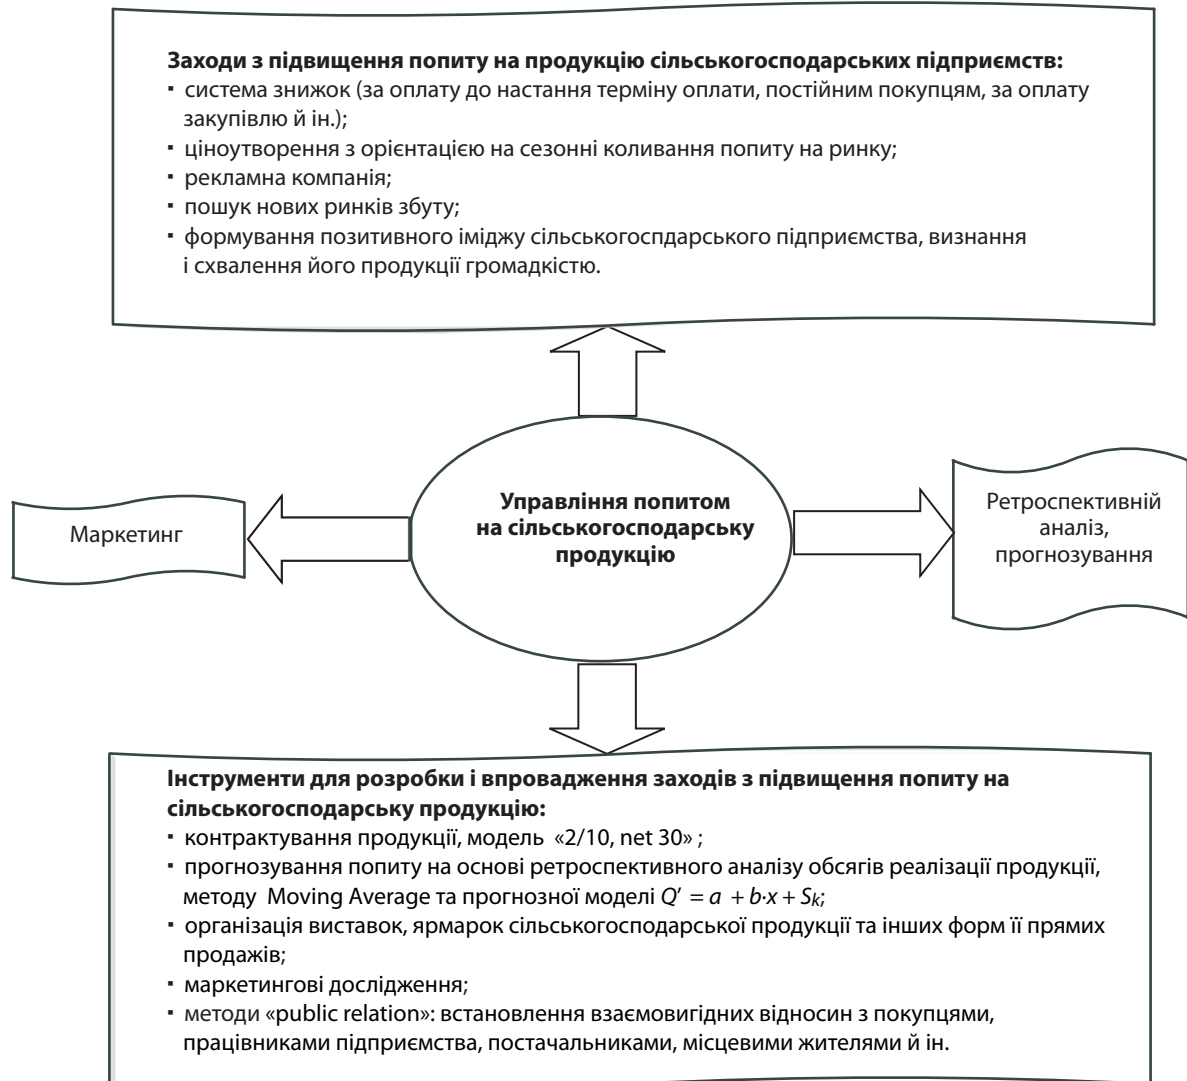 Заходи з підвищення попиту на продукцію сільськогосподарських підприємств:
▪ система знижок (за оплату до настання терміну оплати, постійним покупцям, за оплату
закупівлю й ін.);
▪ ціноутворення з орієнтацією на сезонні коливання попиту на ринку;
▪ рекламна компанія;
▪ пошук нових ринків збуту;
▪ формування позитивного іміджу сільськогоспдарського підприємства, визнання
і схвалення його продукції громадкістю.
Маркетинг
Управління попитом
на сільськогосподарську
продукцію
Ретроспективній
аналіз,
прогнозування
Інструменти для розробки і впровадження заходів з підвищення попиту на
сільськогосподарську продукцію:
▪ контрактування продукції, модель «2/10, net 30» ;
▪ прогнозування попиту на основі ретроспективного аналізу обсягів реалізації продукції,
методу Moving Average та прогнозної моделі Q′ = a + b·x + Sk;
▪ організація виставок, ярмарок сільськогосподарської продукції та інших форм її прямих
продажів;
▪ маркетингові дослідження;
▪ методи «public relation»: встановлення взаємовигідних відносин з покупцями,
працівниками підприємства, постачальниками, місцевими жителями й ін.